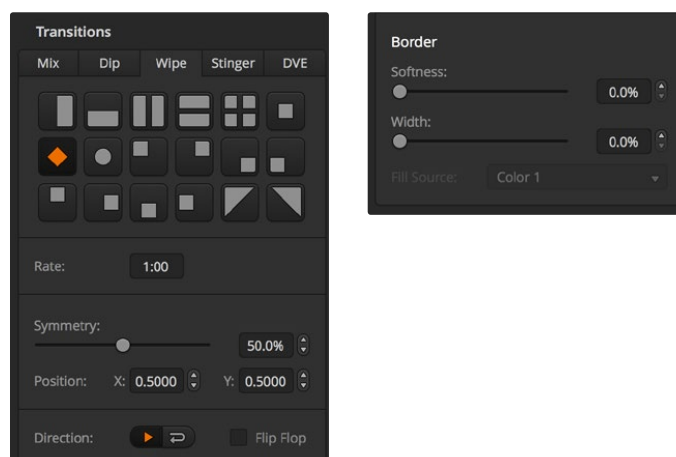 Transitions
Mix Dip Wipe Stinger DVE
Rate: 1:00
Symmetry:
50.0%
Position: X: 0.5000 Y: 0.5000
Direction: Flip Flop
Border
Softness:
0.0%
Width:
0.0%
Fill Source: Color 1